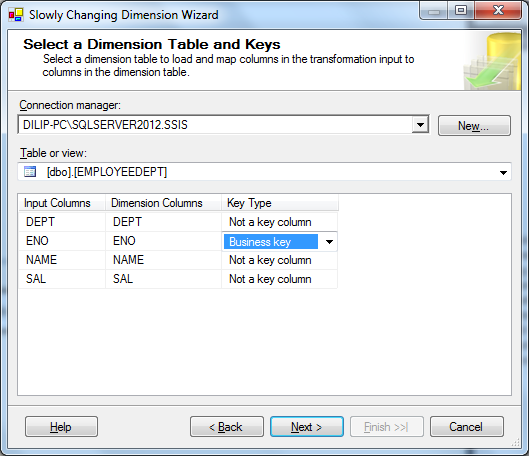 Slowly Changing Dimension Wizard
Select a Dimension Table and Keys
Select a dimension table to load and map columns in the transformation input to
columns in the dimension table.
Connection manager:
DILIP-PC\SQLSERVER2012.SSIS
New...
Table or view:
[dbo].[EMPLOYEEDEPT]
Input Columns Dimension Columns Key Type
DEPT DEPT Not a key column
ENO ENO Business key
NAME NAME Not a key column
SAL SAL Not a key column
Help < Back Next > Finish >>| Cancel